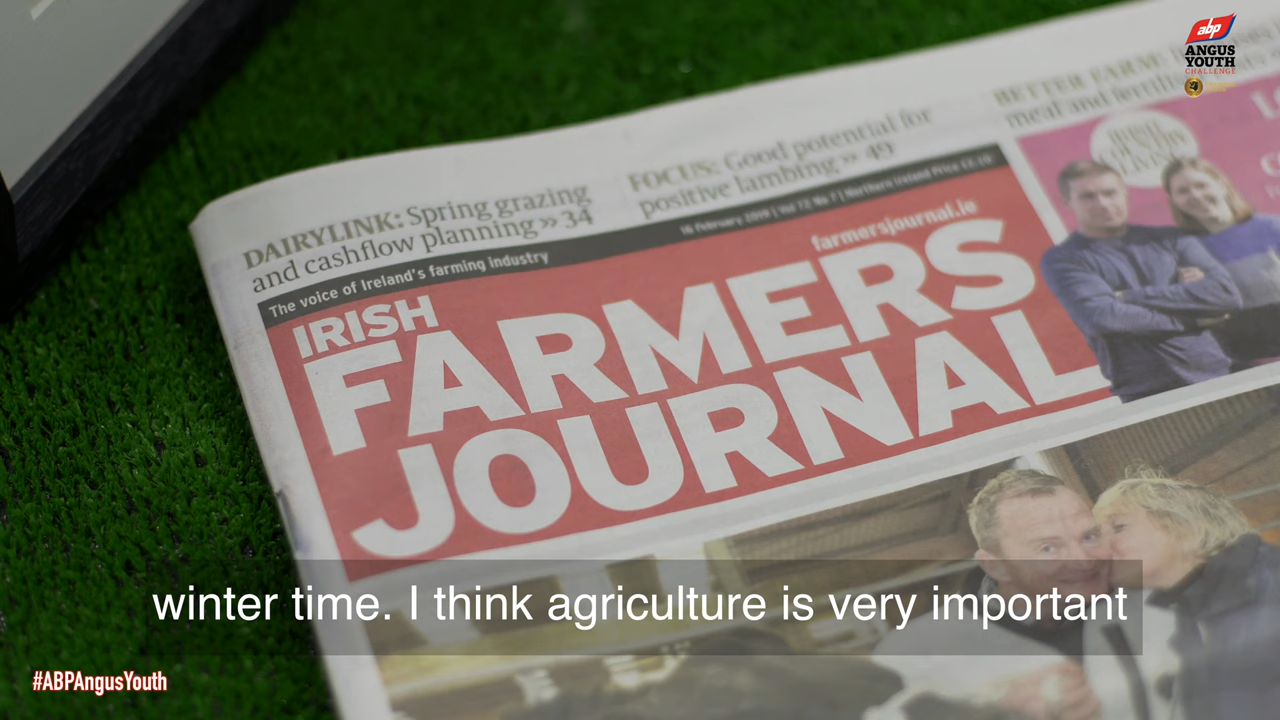 abp
ANGUS
YOUTH
CHALLENGE
DAIRYLINK: Spring grazing
and cashflow planning >> 34
FOCUS: Good potential for
positive lambing >> 49
BETTER FARM:
meal and fertiliser
The voice of Ireland's farming industry
16 February 2019 | Vol 72 No 7 | Northern Ireland Price
farmersjournal.ie
IRISH
FARMERS
JOURNAL
winter time. I think agriculture is very important
#ABPAngusYouth